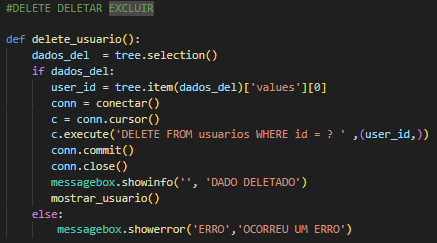 #DELETE DELETAR EXCLUIR
def delete_usuario():
    dados_del  = tree.selection()
    if dados_del:
        user_id = tree.item(dados_del)['values'][0]
        conn = conectar()
        c = conn.cursor()
        c.execute('DELETE FROM usuarios WHERE id = ? ' ,(user_id,))
        conn.commit()
        conn.close()
        messagebox.showinfo('', 'DADO DELETADO')
        mostrar_usuario()
    else:
         messagebox.showerror('ERRO','OCORREU UM ERRO')